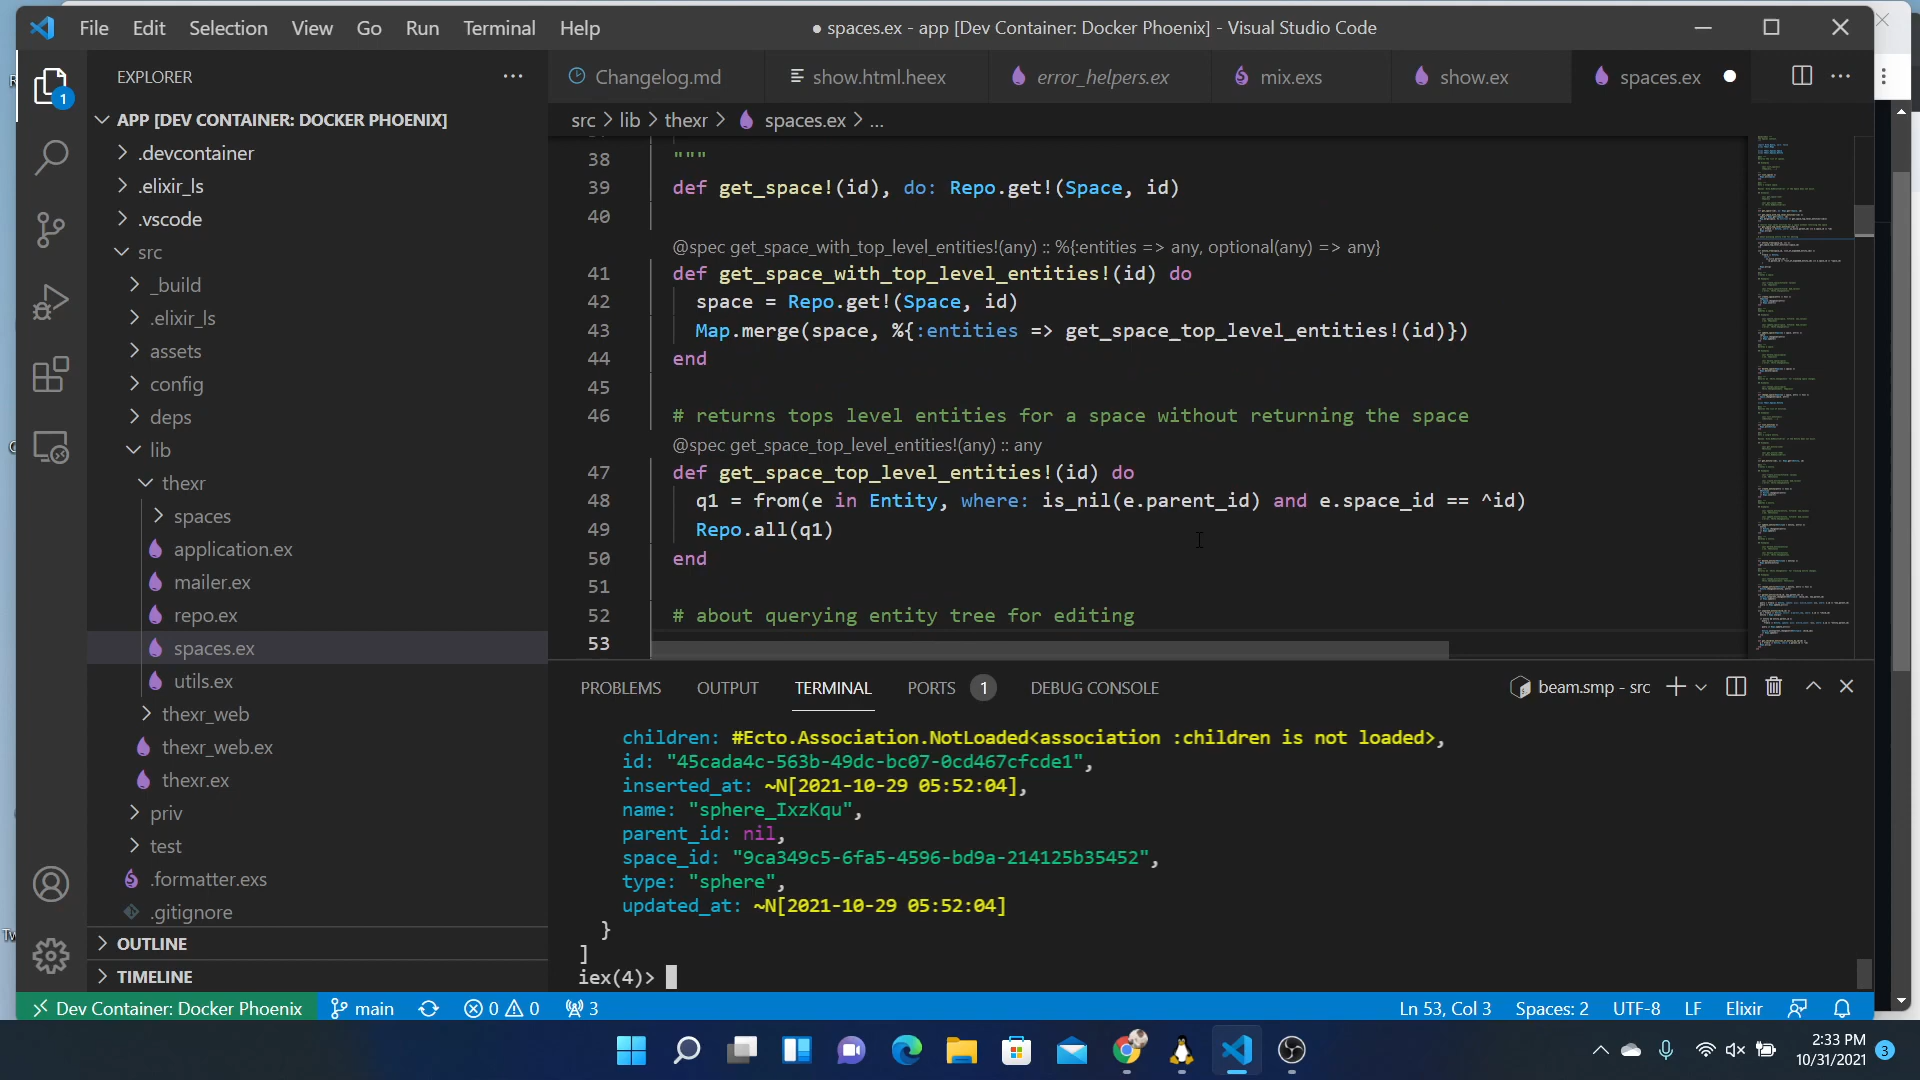 File Edit Selection View Go Run Terminal Help
● spaces.ex - app [Dev Container: Docker Phoenix] - Visual Studio Code
EXPLORER
Changelog.md
show.html.heex
error_helpers.ex
mix.exs
show.ex
spaces.ex
1
APP [DEV CONTAINER: DOCKER PHOENIX]
.devcontainer
.elixir_ls
.vscode
src
_build
.elixir_ls
assets
config
deps
lib
thexr
spaces
application.ex
mailer.ex
repo.ex
spaces.ex
utils.ex
thexr_web
thexr_web.ex
thexr.ex
priv
test
.formatter.exs
.gitignore
OUTLINE
TIMELINE
src > lib > thexr > spaces.ex > ...
38 """
39 def get_space!(id), do: Repo.get!(Space, id)
40
@spec get_space_with_top_level_entities!(any) :: %{:entities => any, optional(any) => any}
41 def get_space_with_top_level_entities!(id) do
42 space = Repo.get!(Space, id)
43 Map.merge(space, %{:entities => get_space_top_level_entities!(id)})
44 end
45
46 # returns tops level entities for a space without returning the space
@spec get_space_top_level_entities!(any) :: any
47 def get_space_top_level_entities!(id) do
48 q1 = from(e in Entity, where: is_nil(e.parent_id) and e.space_id == ^id)
49 Repo.all(q1)
50 end
51
52 # about querying entity tree for editing
53
PROBLEMS OUTPUT TERMINAL PORTS 1 DEBUG CONSOLE
beam.smp - src
children: #Ecto.Association.NotLoaded<association :children is not loaded>,
id: "45cada4c-563b-49dc-bc07-0cd467cfcde1",
inserted_at: ~N[2021-10-29 05:52:04],
name: "sphere_IxzKqu",
parent_id: nil,
space_id: "9ca349c5-6fa5-4596-bd9a-214125b35452",
type: "sphere",
updated_at: ~N[2021-10-29 05:52:04]
}
]
iex(4)>
Dev Container: Docker Phoenix main 0 0 3
Ln 53, Col 3 Spaces: 2 UTF-8 LF Elixir
2:33 PM
10/31/2021
3